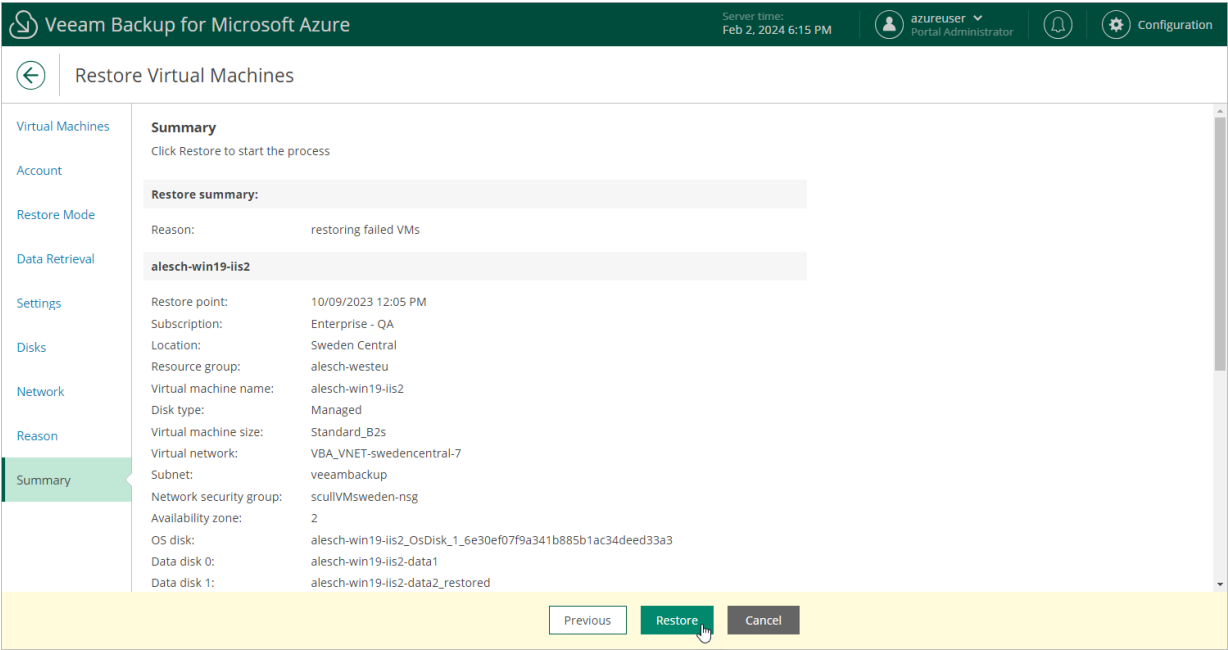 Veeam Backup for Microsoft Azure
Server time:
Feb 2, 2024 6:15 PM
azureuser
Portal Administrator
Configuration
Restore Virtual Machines
Virtual Machines
Account
Restore Mode
Data Retrieval
Settings
Disks
Network
Reason
Summary
Summary
Click Restore to start the process
Restore summary:
Reason: restoring failed VMs
alesch-win19-iis2
Restore point: 10/09/2023 12:05 PM
Subscription: Enterprise - QA
Location: Sweden Central
Resource group: alesch-westeu
Virtual machine name: alesch-win19-iis2
Disk type: Managed
Virtual machine size: Standard_B2s
Virtual network: VBA_VNET-swedencentral-7
Subnet: veeambackup
Network security group: scullVMsweden-nsg
Availability zone: 2
OS disk: alesch-win19-iis2_OsDisk_1_6e30ef07f9a341b885b1ac34deed33a3
Data disk 0: alesch-win19-iis2-data1
Data disk 1: alesch-win19-iis2-data2_restored
Previous Restore Cancel